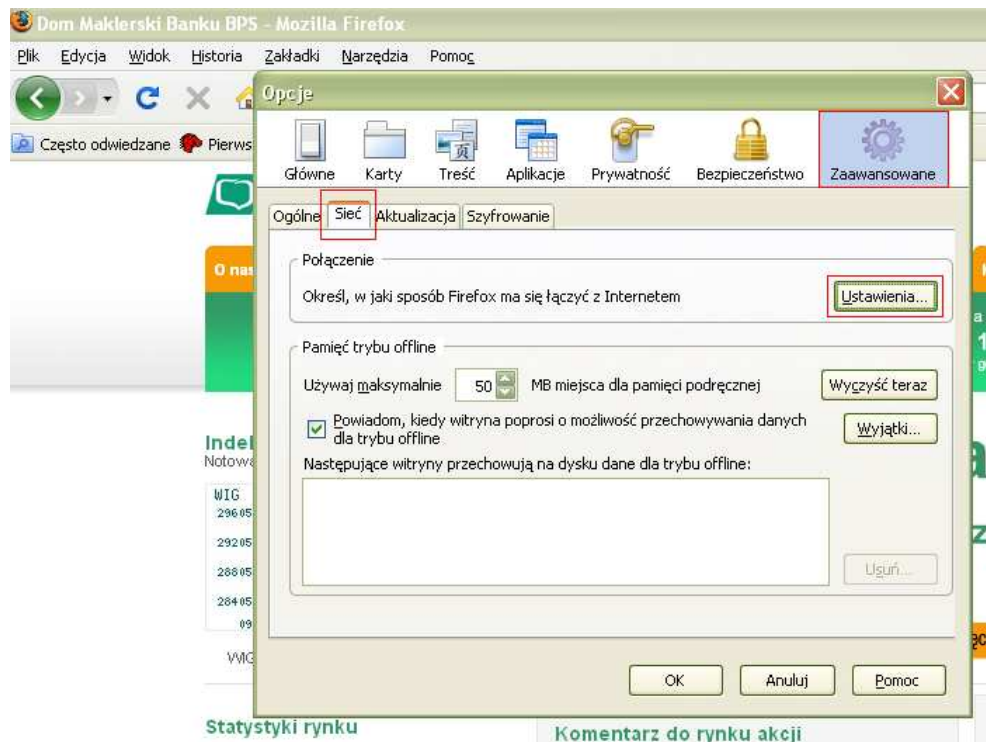 Dom Maklerski Banku BPS - Mozilla Firefox
Plik Edycja Widok Historia Zakładki Narzędzia Pomoc
Opcje
Często odwiedzane Pierws
Główne Karty Treść Aplikacje Prywatność Bezpieczeństwo Zaawansowane
Ogólne Sieć Aktualizacja Szyfrowanie
O nas
Połączenie
Określ, w jaki sposób Firefox ma się łączyć z Internetem Ustawienia...
Pamięć trybu offline
Używaj maksymalnie 50 MB miejsca dla pamięci podręcznej Wyczyść teraz
Powiadom, kiedy witryna poprosi o możliwość przechowywania danych
dla trybu offline Wyjątki...
Następujące witryny przechowują na dysku dane dla trybu offline:
Indek
Notowa
WIG
29605
29205
28805
28405
09
WIG
Usuń...
OK Anuluj Pomoc
Statystyki rynku
Komentarz do rynku akcji